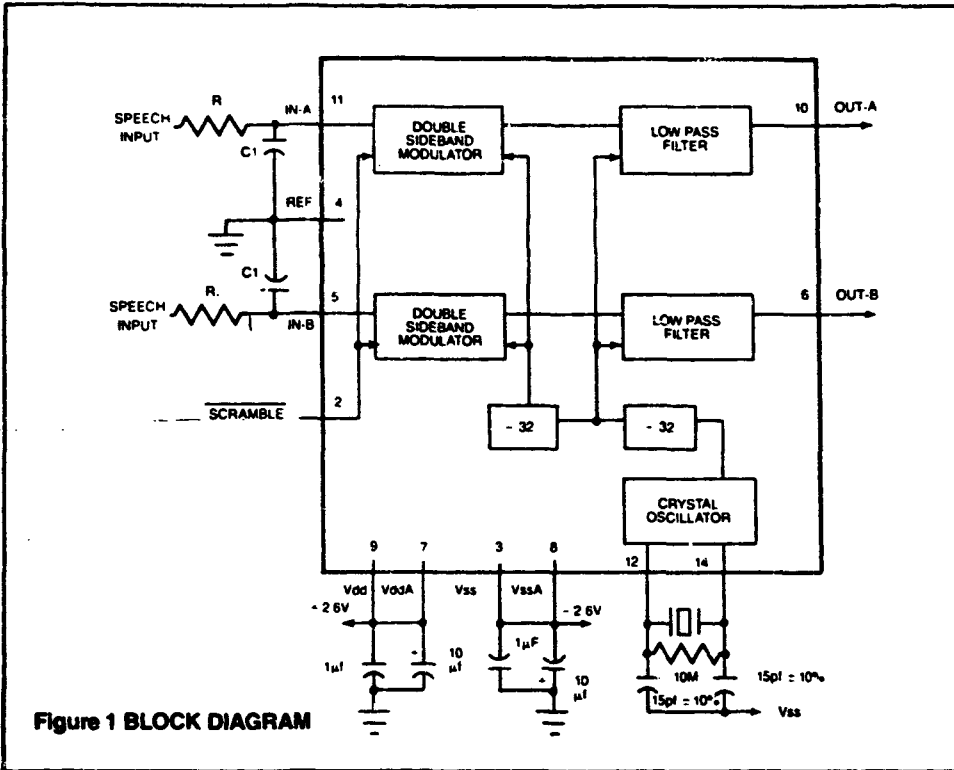 R
IN-A
11
SPEECH
INPUT
C1
DOUBLE
SIDEBAND
MODULATOR
LOW PASS
FILTER
10
OUT-A
REF
4
C1
SPEECH
INPUT
R.
5
IN-B
DOUBLE
SIDEBAND
MODULATOR
LOW PASS
FILTER
6
OUT-B
SCRAMBLE
2
- 32
- 32
CRYSTAL
OSCILLATOR
9
7
3
8
12
14
Vdd
VddA
Vss
VssA
+ 2 6V
- 2 6V
1µf
10
µf
1µF
10
µf
10M
15pf ± 10%
15pf ± 10%
Vss
Figure 1 BLOCK DIAGRAM